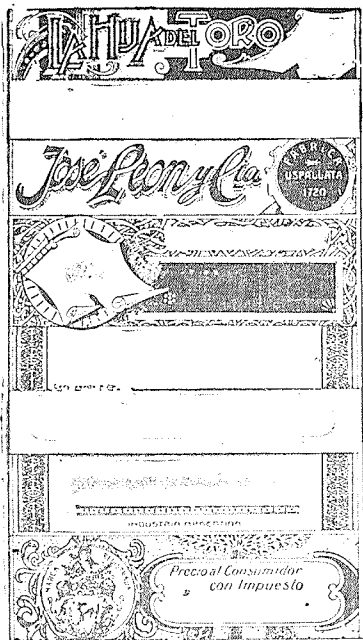 LA HIJA DEL TORO
José León y Cía
FABRICA
USPALLATA
1720
INDUSTRIA ARGENTINA
Precio al Consumidor
con Impuesto